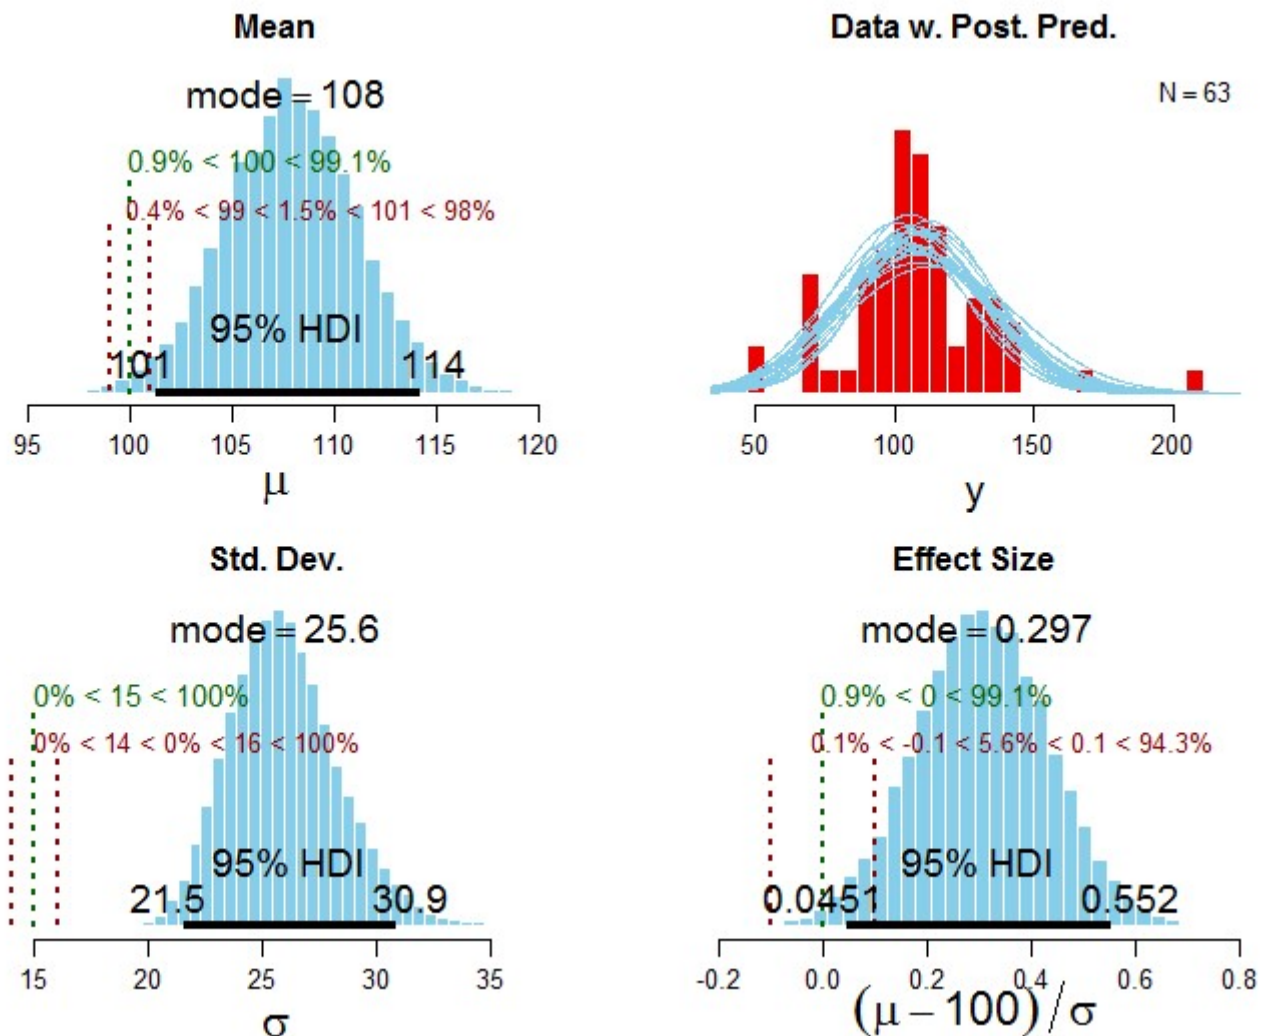 Mean
mode = 108
0.9% < 100 < 99.1%
0.4% < 99 < 1.5% < 101 < 98%
95% HDI
101 114
95 100 105 110 115 120
μ
Data w. Post. Pred.
N = 63
50 100 150 200
y
Std. Dev.
mode = 25.6
0% < 15 < 100%
0% < 14 < 0% < 16 < 100%
95% HDI
21.5 30.9
15 20 25 30 35
σ
Effect Size
mode = 0.297
0.9% < 0 < 99.1%
0.1% < -0.1 < 5.6% < 0.1 < 94.3%
95% HDI
0.0451 0.552
-0.2 0.0 0.2 0.4 0.6 0.8
(μ − 100) / σ